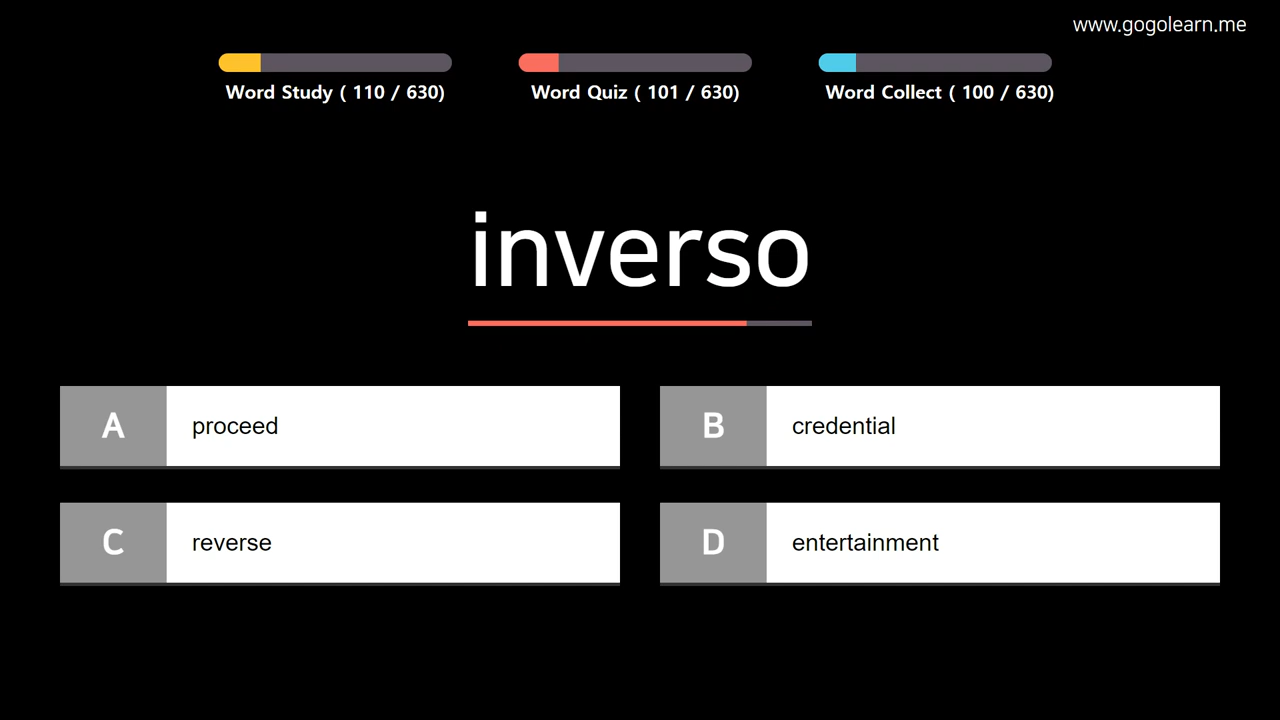 www.gogolearn.me
Word Study ( 110 / 630)
Word Quiz ( 101 / 630)
Word Collect ( 100 / 630)
inverso
A proceed
B credential
C reverse
D entertainment